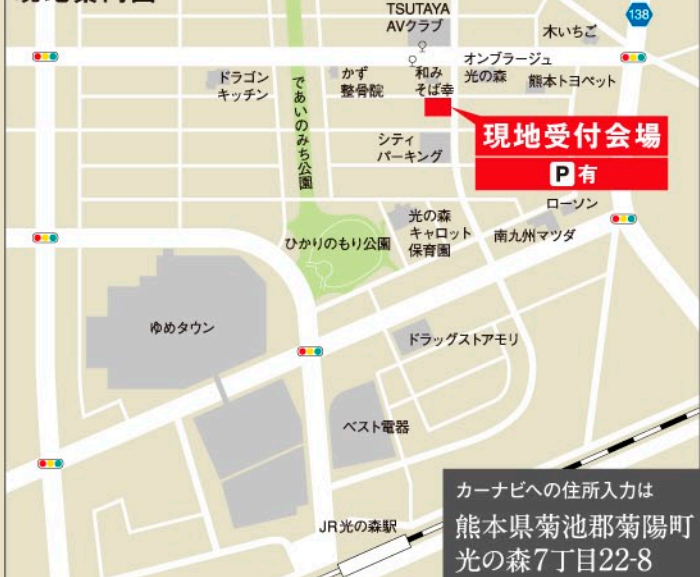 現地案内図
TSUTAYA
AVクラブ
138
木いちご
オンブラージュ
光の森
熊本トヨペット
ドラゴン
キッチン
かず
整骨院
和み
そば幸
であいのみち公園
現地受付会場
P有
シティ
パーキング
ローソン
光の森
キャロット
保育園
南九州マツダ
ひかりのもり公園
ゆめタウン
ドラッグストアモリ
ベスト電器
JR光の森駅
カーナビへの住所入力は
熊本県菊池郡菊陽町
光の森7丁目22-8